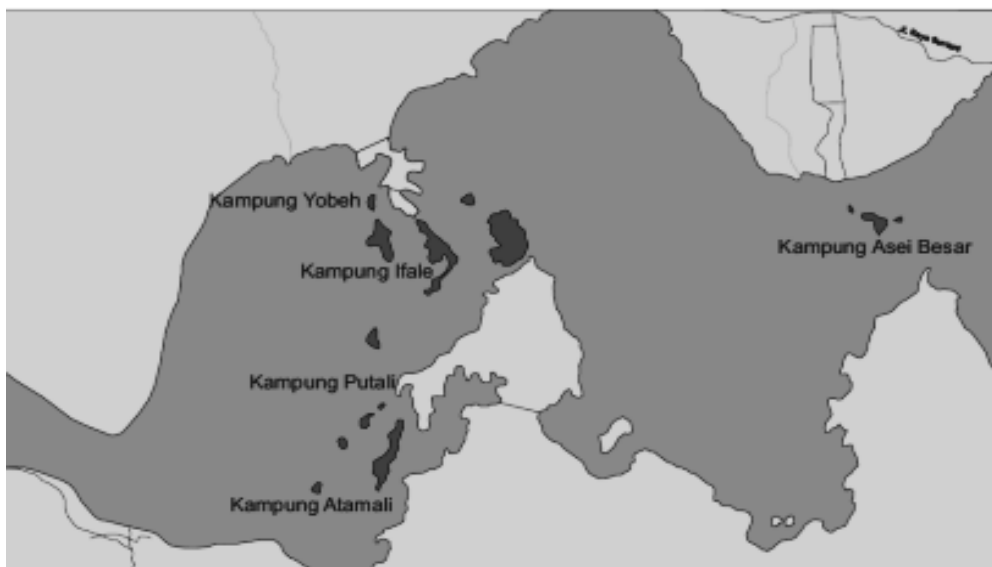 Kampung Yobeh
Kampung Asei Besar
Kampung Ifale
Kampung Putali
Kampung Atamali